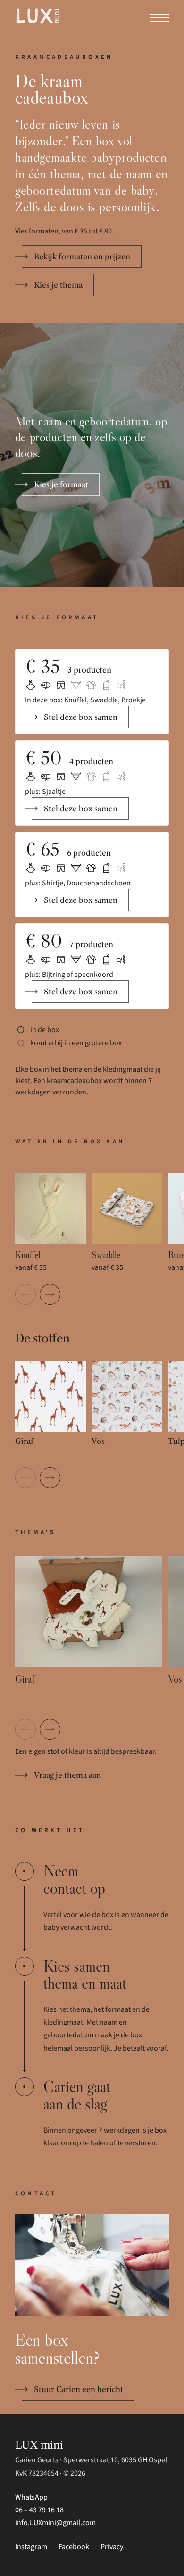 LUX mini
KRAAMCADEAUBOXEN
De kraam-
cadeaubox
“Ieder nieuw leven is
bijzonder.” Een box vol
handgemaakte babyproducten
in één thema, met de naam en
geboortedatum van de baby.
Zelfs de doos is persoonlijk.
Vier formaten, van € 35 tot € 80.
Bekijk formaten en prijzen
Kies je thema
Met naam en geboortedatum, op
de producten en zelfs op de
doos.
Kies je formaat
KIES JE FORMAAT
€ 35 3 producten
In deze box: Knuffel, Swaddle, Broekje
Stel deze box samen
€ 50 4 producten
plus: Sjaaltje
Stel deze box samen
€ 65 6 producten
plus: Shirtje, Douchehandschoen
Stel deze box samen
€ 80 7 producten
plus: Bijtring of speenkoord
Stel deze box samen
in de box
komt erbij in een grotere box
Elke box in het thema en de kledingmaat die jij
kiest. Een kraamcadeaubox wordt binnen 7
werkdagen verzonden.
WAT ER IN DE BOX KAN
Knuffel Swaddle Broe
vanaf € 35 vanaf € 35 vana
De stoffen
Giraf Vos Tulp
THEMA'S
Giraf Vos
Een eigen stof of kleur is altijd bespreekbaar.
Vraag je thema aan
ZO WERKT HET
Neem
contact op
Vertel voor wie de box is en wanneer de
baby verwacht wordt.
Kies samen
thema en maat
Kies het thema, het formaat en de
kledingmaat. Met naam en
geboortedatum maak je de box
helemaal persoonlijk. Je betaalt vooraf.
Carien gaat
aan de slag
Binnen ongeveer 7 werkdagen is je box
klaar om op te halen of te versturen.
CONTACT
LUX
Een box
samenstellen?
Stuur Carien een bericht
LUX mini
Carien Geurts · Sperwerstraat 10, 6035 GH Ospel
KvK 78234654 · © 2026
WhatsApp
06 – 43 79 16 18
info.LUXmini@gmail.com
Instagram Facebook Privacy